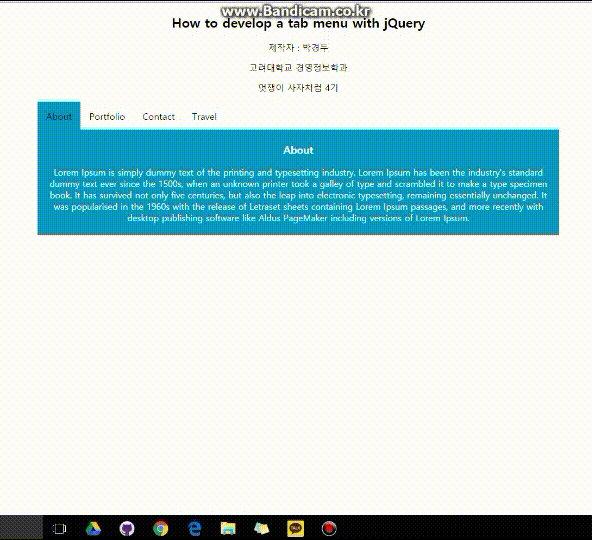 www.Bandicam.co.kr
How to develop a tab menu with jQuery
제작자 : 박경두
고려대학교 경영정보학과
멋쟁이 사자처럼 4기
About Portfolio Contact Travel
About
Lorem Ipsum is simply dummy text of the printing and typesetting industry. Lorem Ipsum has been the industry's standard
dummy text ever since the 1500s, when an unknown printer took a galley of type and scrambled it to make a type specimen
book. It has survived not only five centuries, but also the leap into electronic typesetting, remaining essentially unchanged. It
was popularised in the 1960s with the release of Letraset sheets containing Lorem Ipsum passages, and more recently with
desktop publishing software like Aldus PageMaker including versions of Lorem Ipsum.